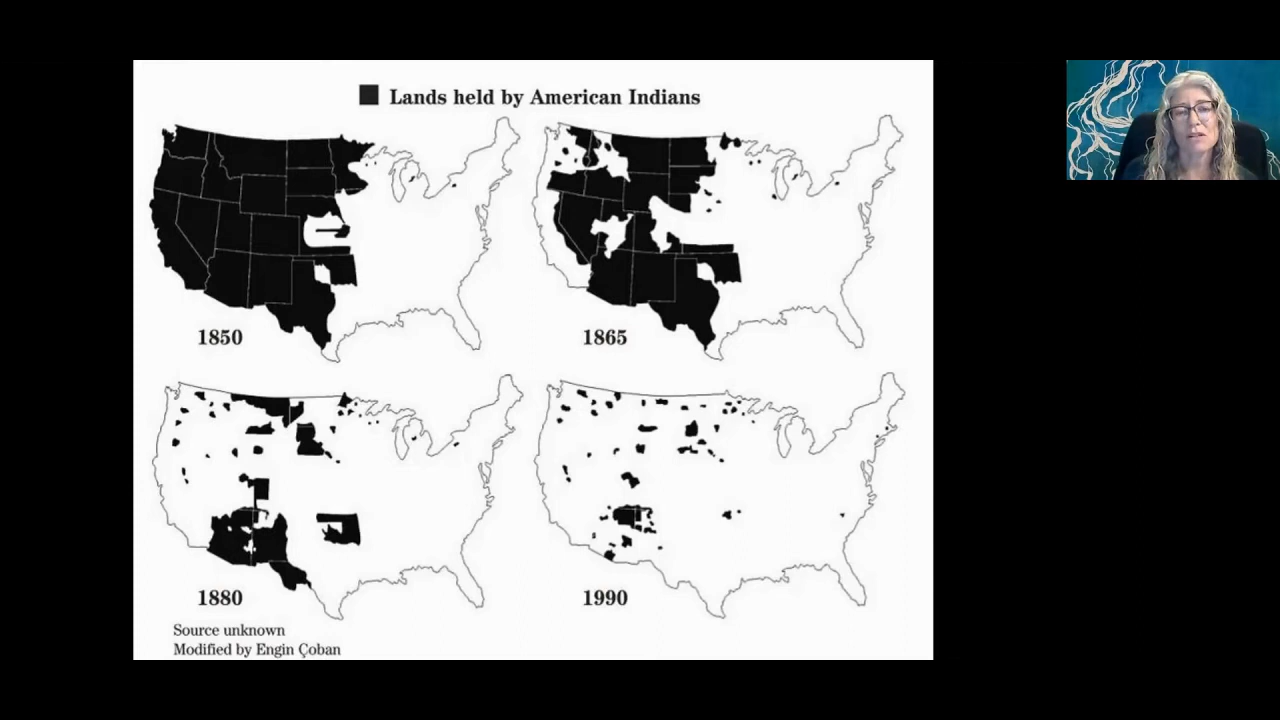 Lands held by American Indians
1850
1865
1880
1990
Source unknown
Modified by Engin Çoban